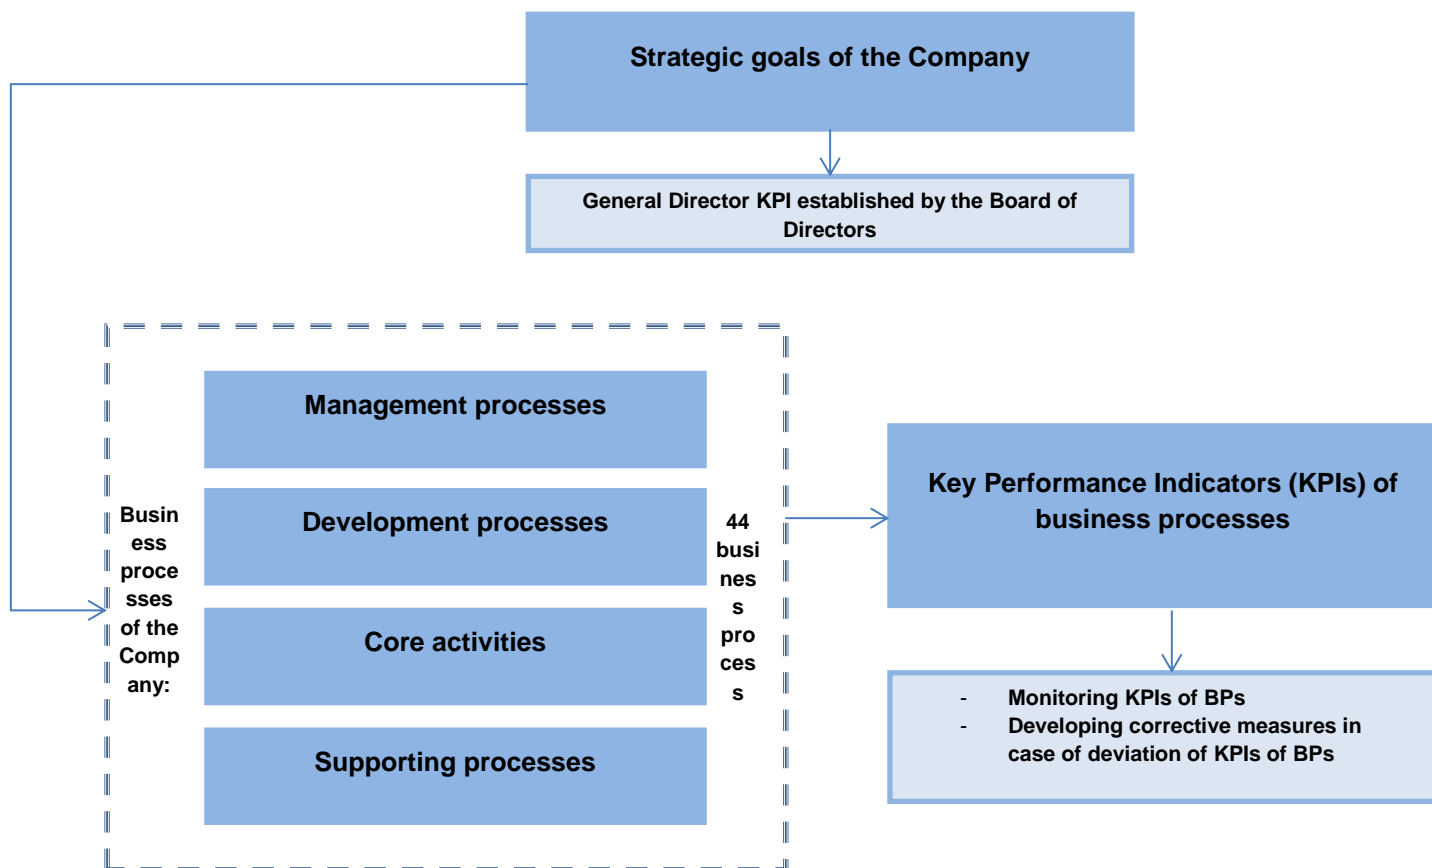 Strategic goals of the Company
General Director KPI established by the Board of
Directors
Management processes
Development processes
Core activities
Supporting processes
Busin
ess
proce
sses
of the
Comp
any:
44
busi
nes
s
pro
ces
s
Key Performance Indicators (KPIs) of
business processes
- Monitoring KPIs of BPs
- Developing corrective measures in
case of deviation of KPIs of BPs